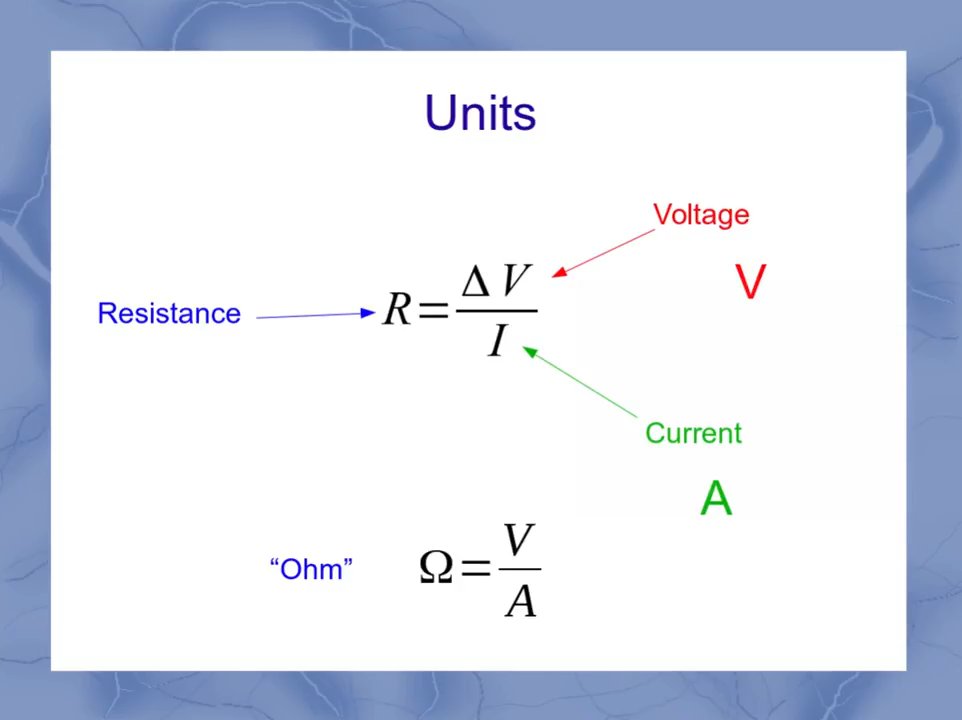 Units
Voltage
V
Resistance
R = ΔV / I
Current
A
“Ohm”
Ω = V / A